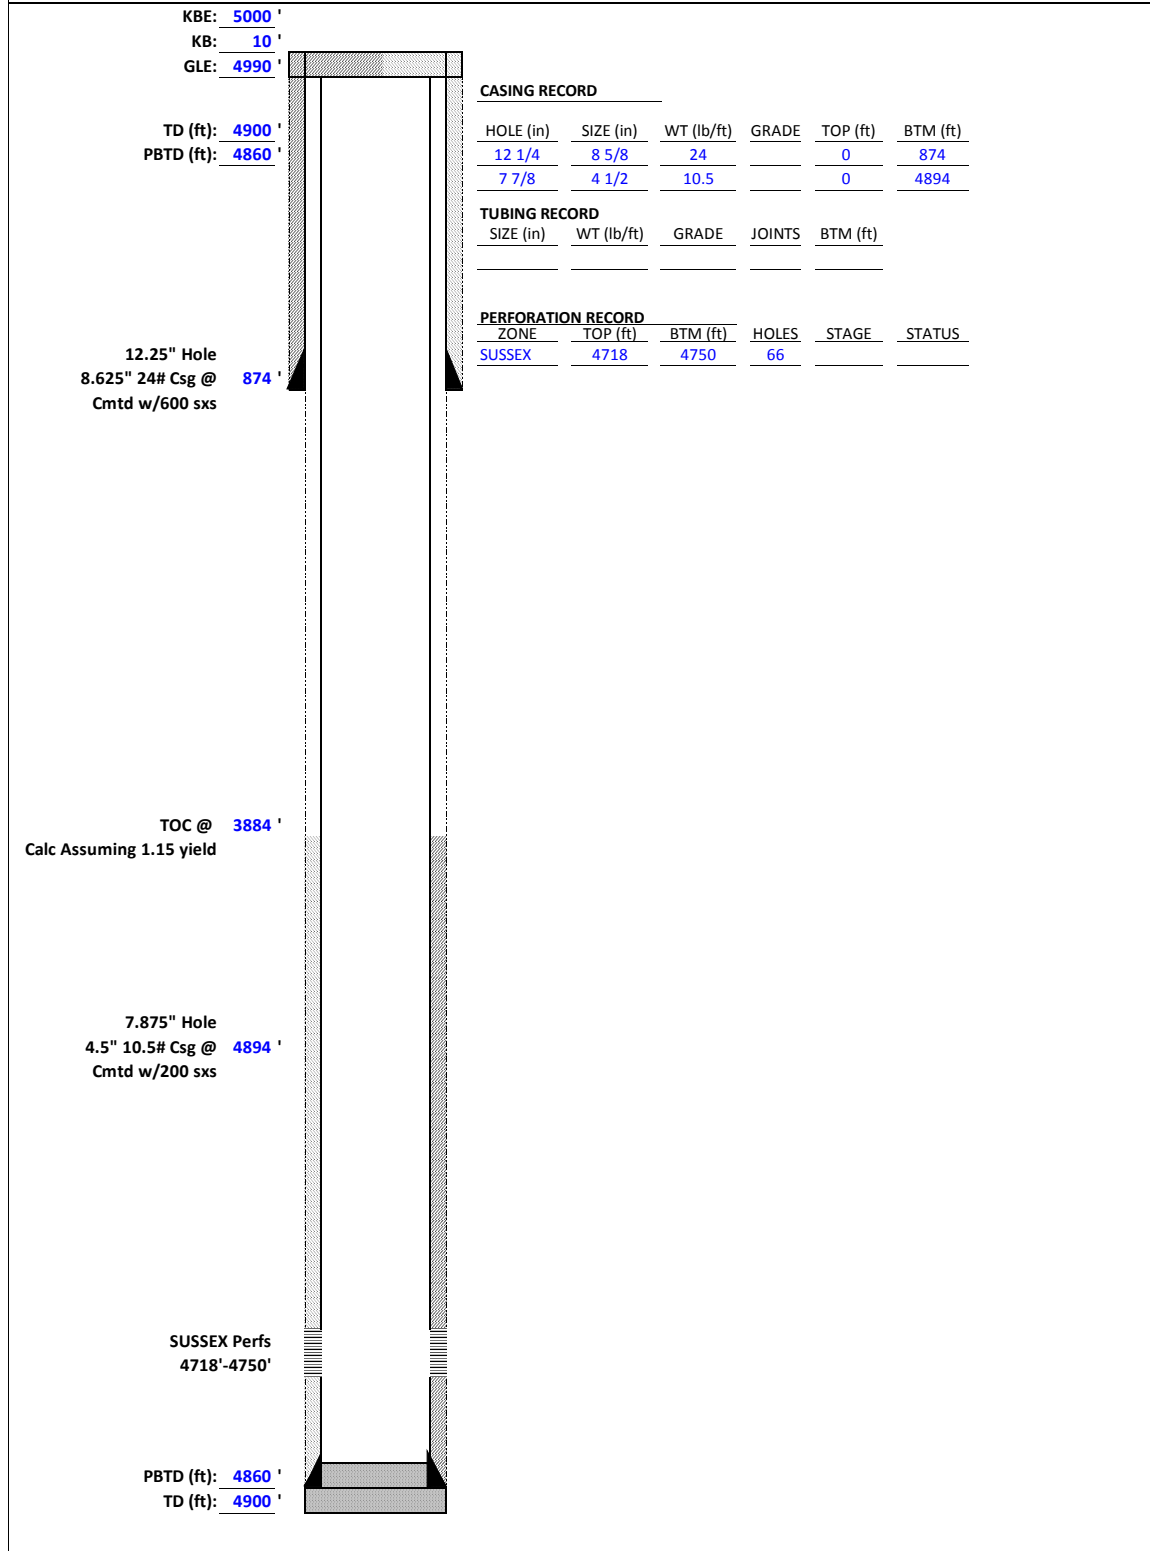 KBE: 5000 '
KB: 10 '
GLE: 4990 '
CASING RECORD
TD (ft): 4900 '
HOLE (in) SIZE (in) WT (lb/ft) GRADE TOP (ft) BTM (ft)
PBTD (ft): 4860 '
12 1/4 8 5/8 24 0 874
7 7/8 4 1/2 10.5 0 4894
TUBING RECORD
SIZE (in) WT (lb/ft) GRADE JOINTS BTM (ft)
PERFORATION RECORD
ZONE TOP (ft) BTM (ft) HOLES STAGE STATUS
SUSSEX 4718 4750 66
12.25" Hole
8.625" 24# Csg @ 874 '
Cmtd w/600 sxs
TOC @ 3884 '
Calc Assuming 1.15 yield
7.875" Hole
4.5" 10.5# Csg @ 4894 '
Cmtd w/200 sxs
SUSSEX Perfs
4718'-4750'
PBTD (ft): 4860 '
TD (ft): 4900 '